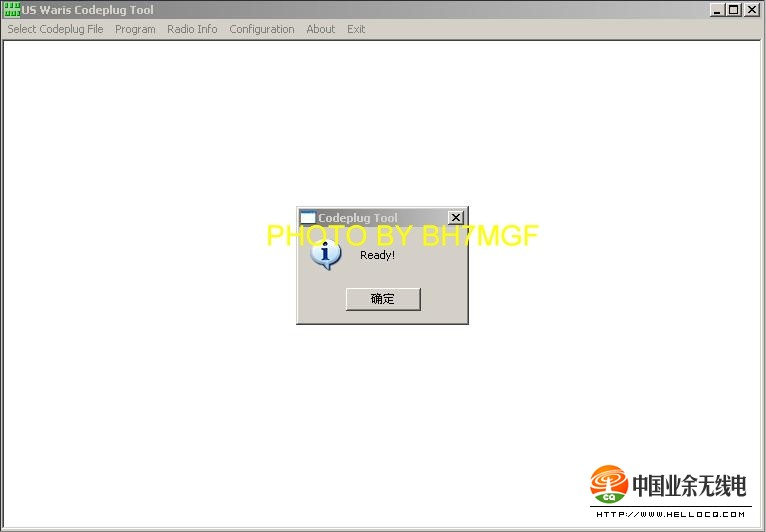 US Waris Codeplug Tool
Select Codeplug File Program Radio Info Configuration About Exit
Codeplug Tool
PHOTO BY BH7MGF
Ready!
确定
中国业余无线电
CQ
HTTP://WWW.HELLOCQ.COM